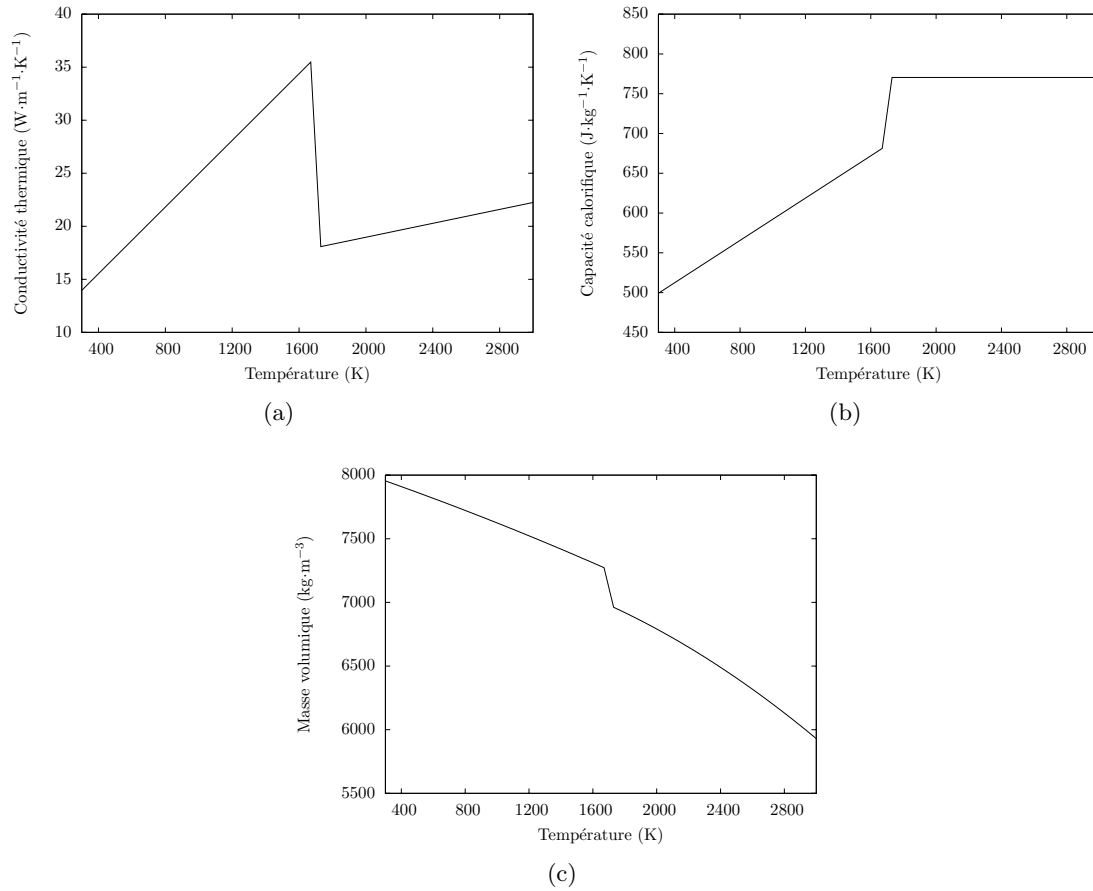 40
35
30
25
20
15
10
400 800 1200 1600 2000 2400 2800
Température (K)
Conductivité thermique (W·m⁻¹·K⁻¹)
(a)
850
800
750
700
650
600
550
500
450
400 800 1200 1600 2000 2400 2800
Température (K)
Capacité calorifique (J·kg⁻¹·K⁻¹)
(b)
8000
7500
7000
6500
6000
5500
400 800 1200 1600 2000 2400 2800
Température (K)
Masse volumique (kg·m⁻³)
(c)